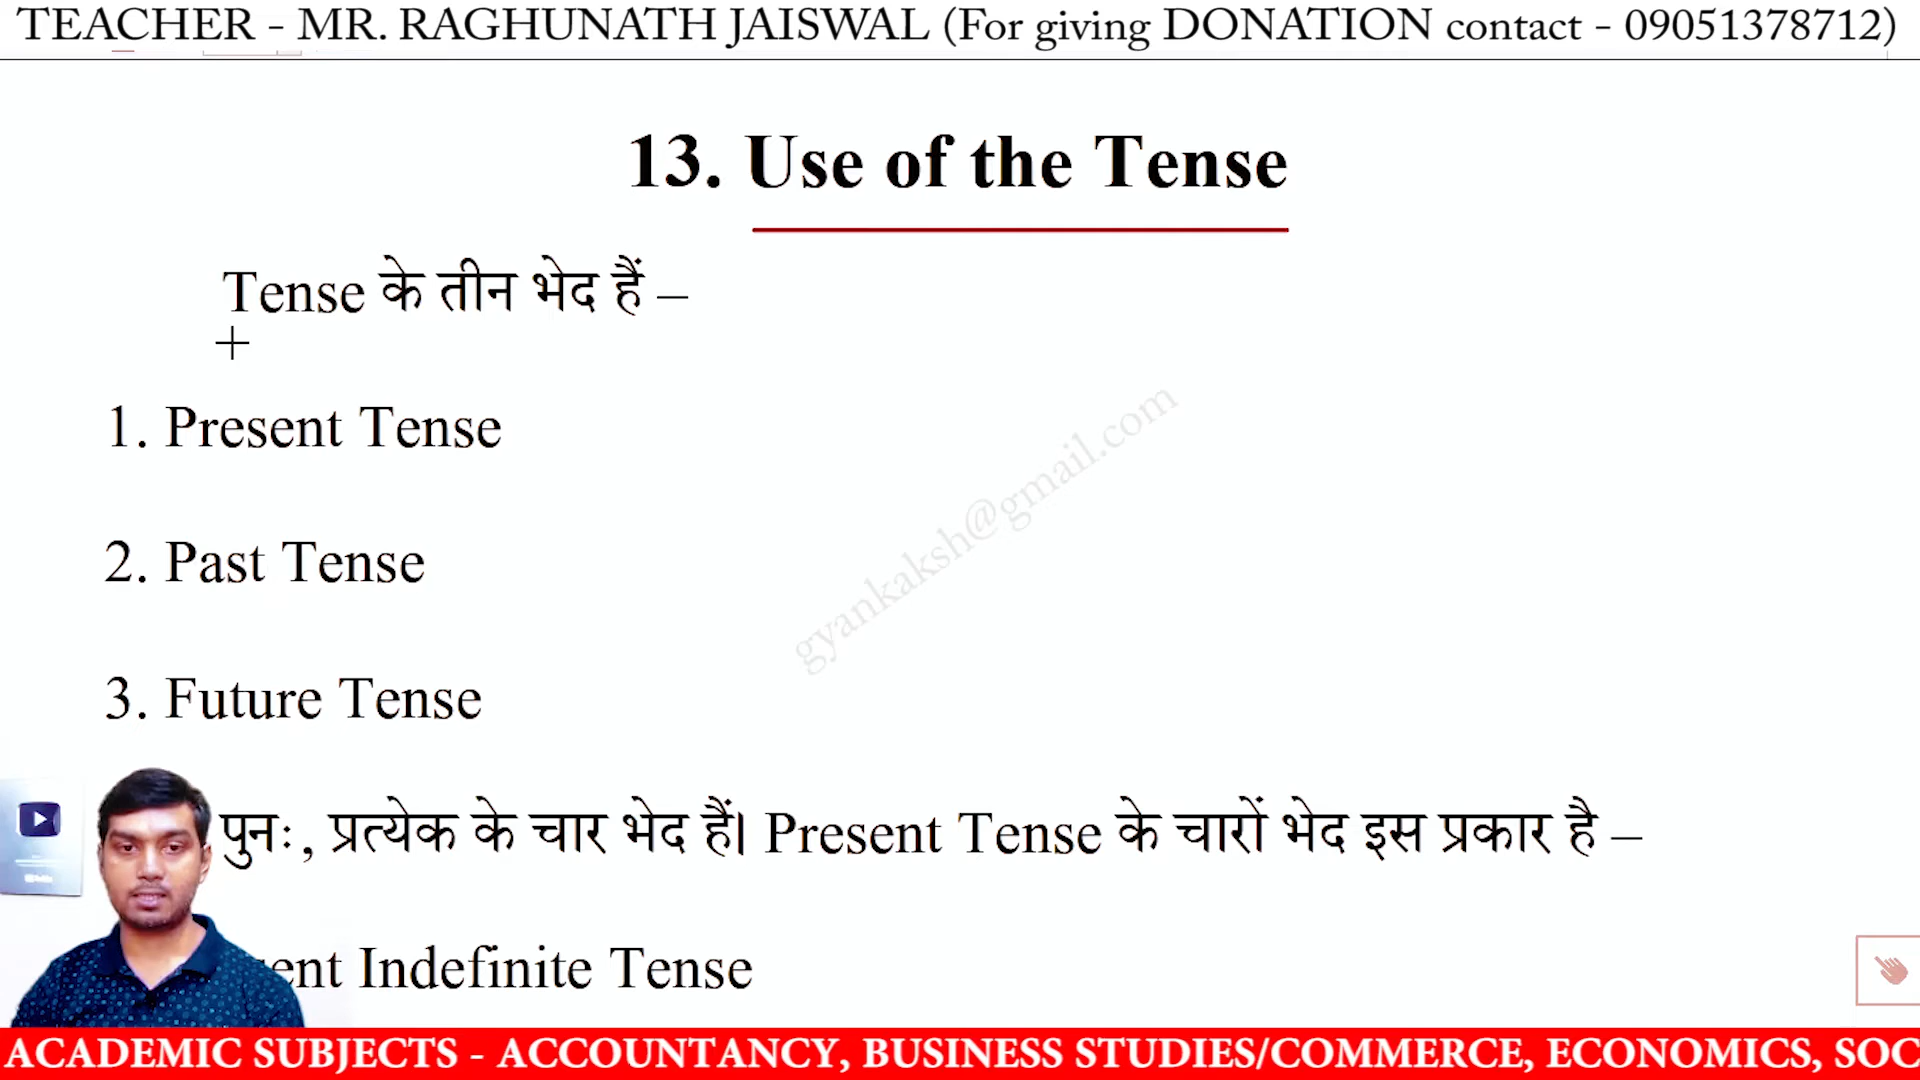 TEACHER - MR. RAGHUNATH JAISWAL (For giving DONATION contact - 09051378712)
13. Use of the Tense
Tense के तीन भेद हैं –
1. Present Tense
gyankaksh@gmail.com
2. Past Tense
3. Future Tense
पुनः, प्रत्येक के चार भेद हैं। Present Tense के चारों भेद इस प्रकार है –
ent Indefinite Tense
ACADEMIC SUBJECTS - ACCOUNTANCY, BUSINESS STUDIES/COMMERCE, ECONOMICS, SOC